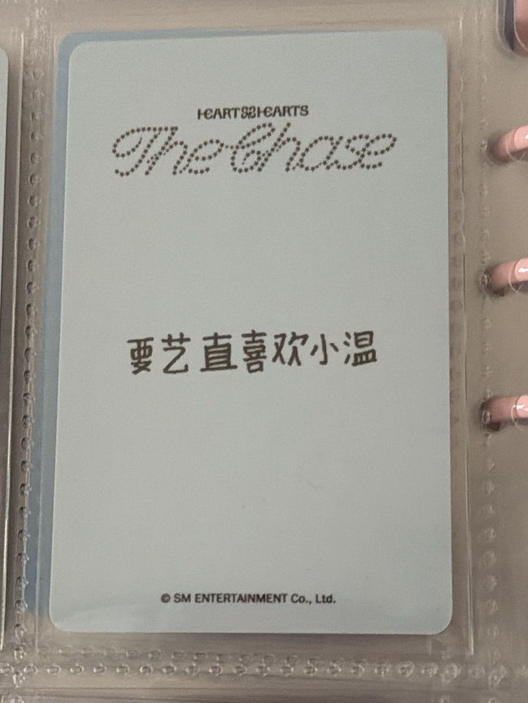 HEARTS2HEARTS
The Chase
要艺直喜欢小温
© SM ENTERTAINMENT Co., Ltd.